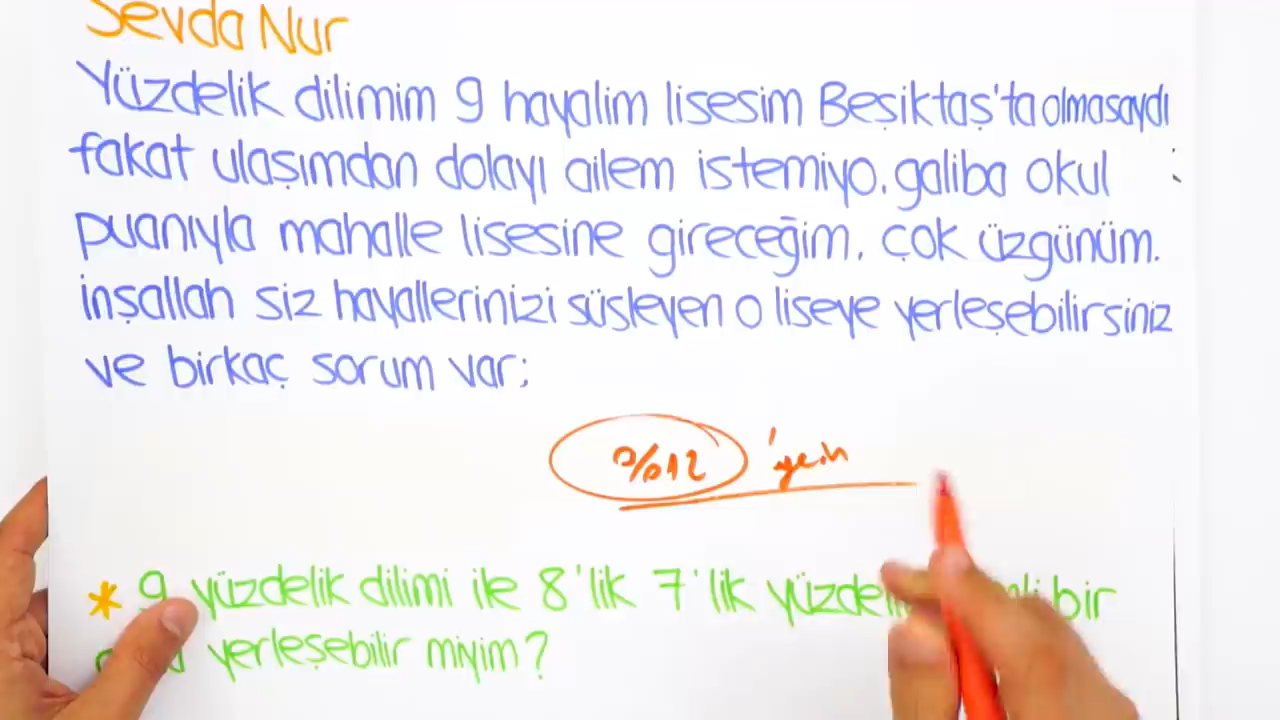 Sevda Nur
Yüzdelik dilimim 9 hayalim lisesim Beşiktaş'ta olmasaydı
fakat ulaşımdan dolayı ailem istemiyo. galiba okul
puanıyla mahalle lisesine gireceğim. çok üzgünüm.
inşallah siz hayallerinizi süsleyen o liseye yerleşebilirsiniz
ve birkaç sorum var;
%12
* 9 yüzdelik dilimi ile 8'lik 7'lik bir
yerleşebilir miyim?